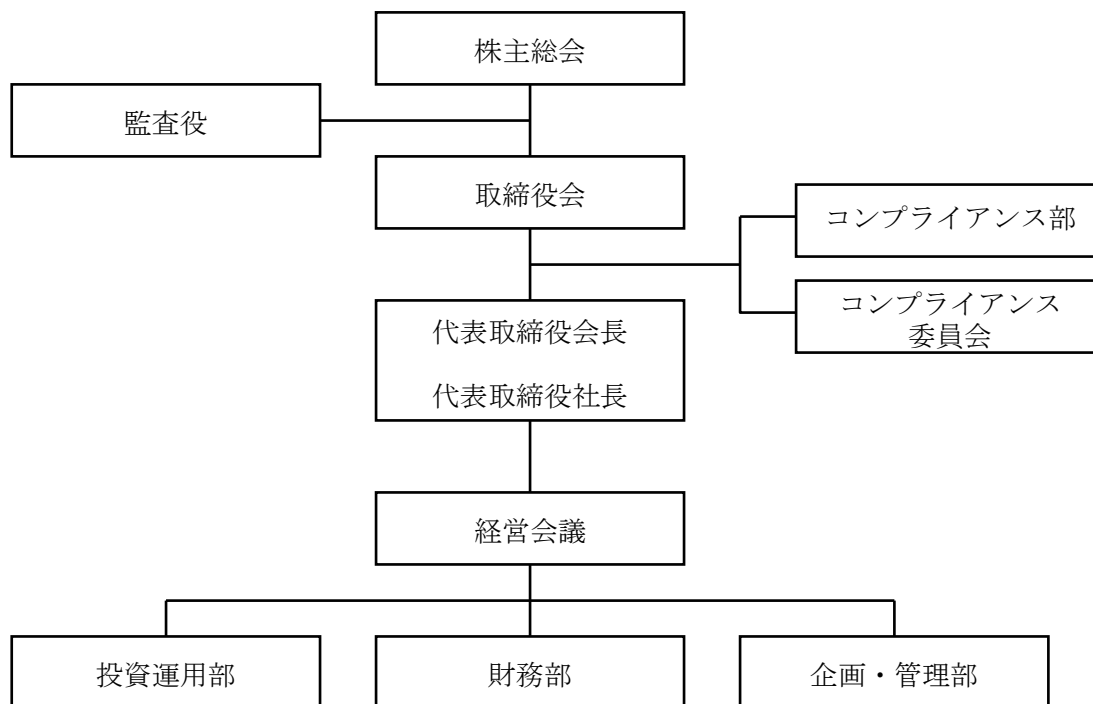 株主総会
監査役
取締役会
コンプライアンス部
コンプライアンス
委員会
代表取締役会長
代表取締役社長
経営会議
投資運用部
財務部
企画・管理部